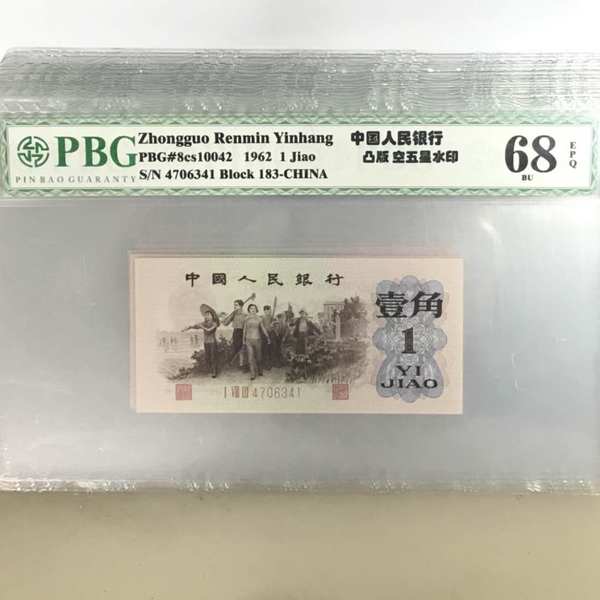 PBG
PIN BAO GUARANTY
Zhongguo Renmin Yinhang
PBG#8cs10042 1962 1 Jiao
S/N 4706341 Block 183-CHINA
中国人民银行
凸版 空五星水印
68
BU
EPQ
中國人民銀行
壹角
1
YI
JIAO
I VIII III 4706341